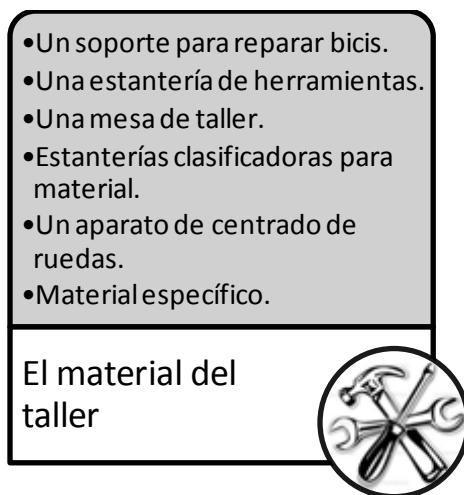 •Un soporte para reparar bicis.
•Una estantería de herramientas.
•Una mesa de taller.
•Estanterías clasificadoras para
material.
•Un aparato de centrado de
ruedas.
•Material específico.
El material del
taller